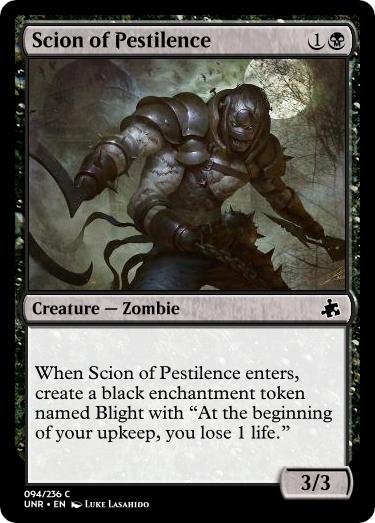 Scion of Pestilence 1
Creature — Zombie
When Scion of Pestilence enters,
create a black enchantment token
named Blight with “At the beginning
of your upkeep, you lose 1 life.”
3/3
094/236 C
UNR • EN Luke Lasahido